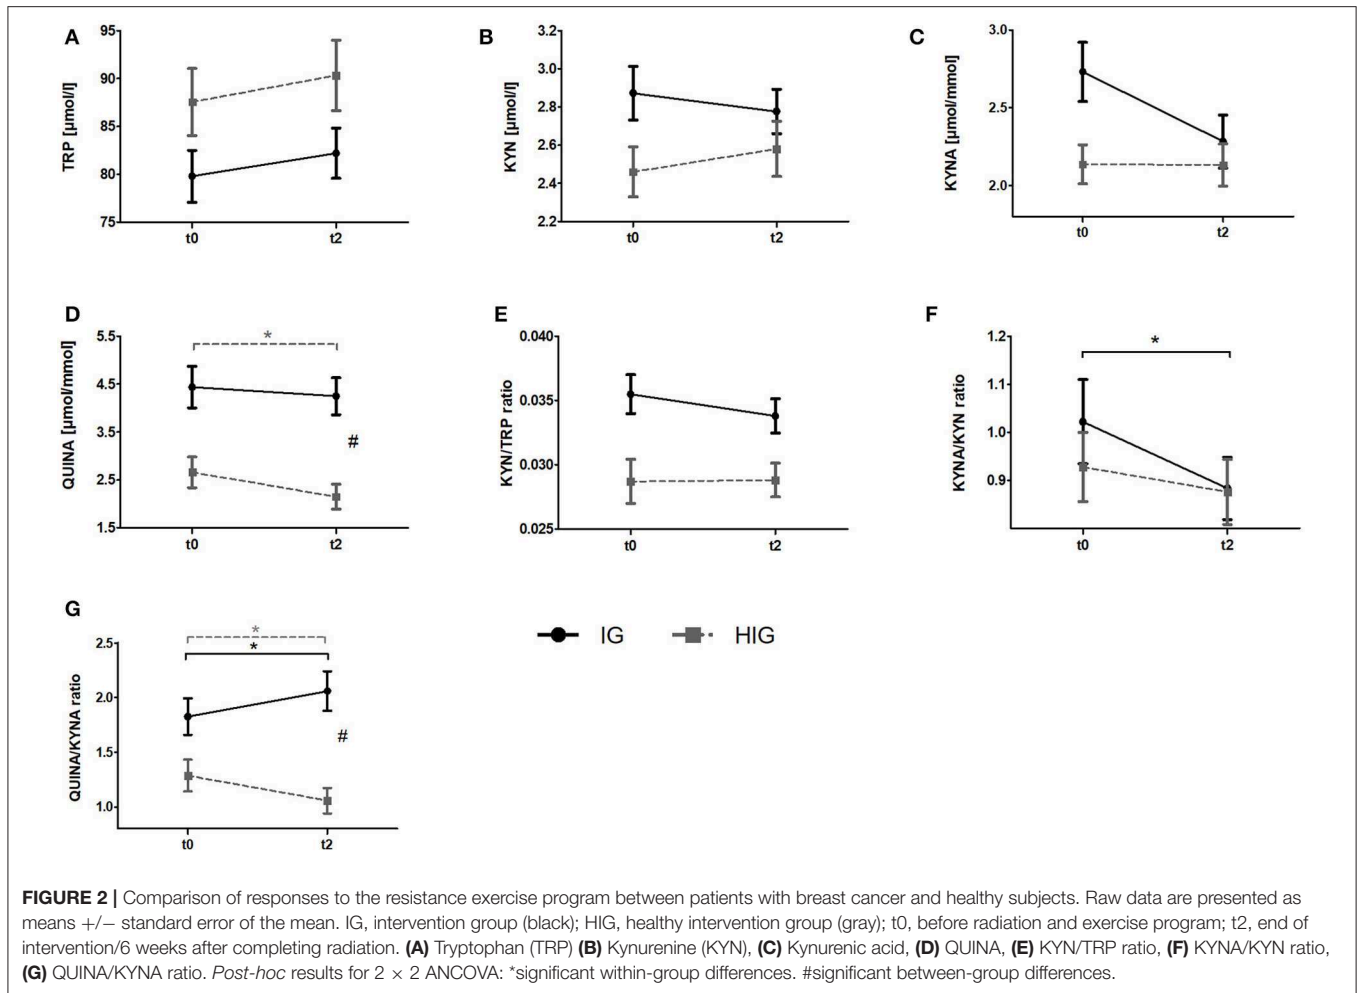 A
TRP [µmol/l]
95
90
85
80
75
t0 t2
B
KYN [µmol/l]
3.2
3.0
2.8
2.6
2.4
2.2
t0 t2
C
KYNA [µmol/mmol]
3.0
2.5
2.0
t0 t2
D
QUINA [µmol/mmol]
5.5
4.5
3.5
2.5
1.5
*
#
t0 t2
E
KYN/TRP ratio
0.040
0.035
0.030
0.025
t0 t2
F
KYNA/KYN ratio
1.2
1.1
1.0
0.9
*
t0 t2
G
QUINA/KYNA ratio
2.5
2.0
1.5
1.0
*
*
#
t0 t2
IG HIG
FIGURE 2 | Comparison of responses to the resistance exercise program between patients with breast cancer and healthy subjects. Raw data are presented as
means +/− standard error of the mean. IG, intervention group (black); HIG, healthy intervention group (gray); t0, before radiation and exercise program; t2, end of
intervention/6 weeks after completing radiation. (A) Tryptophan (TRP) (B) Kynurenine (KYN), (C) Kynurenic acid, (D) QUINA, (E) KYN/TRP ratio, (F) KYNA/KYN ratio,
(G) QUINA/KYNA ratio. Post-hoc results for 2 × 2 ANCOVA: *significant within-group differences. #significant between-group differences.